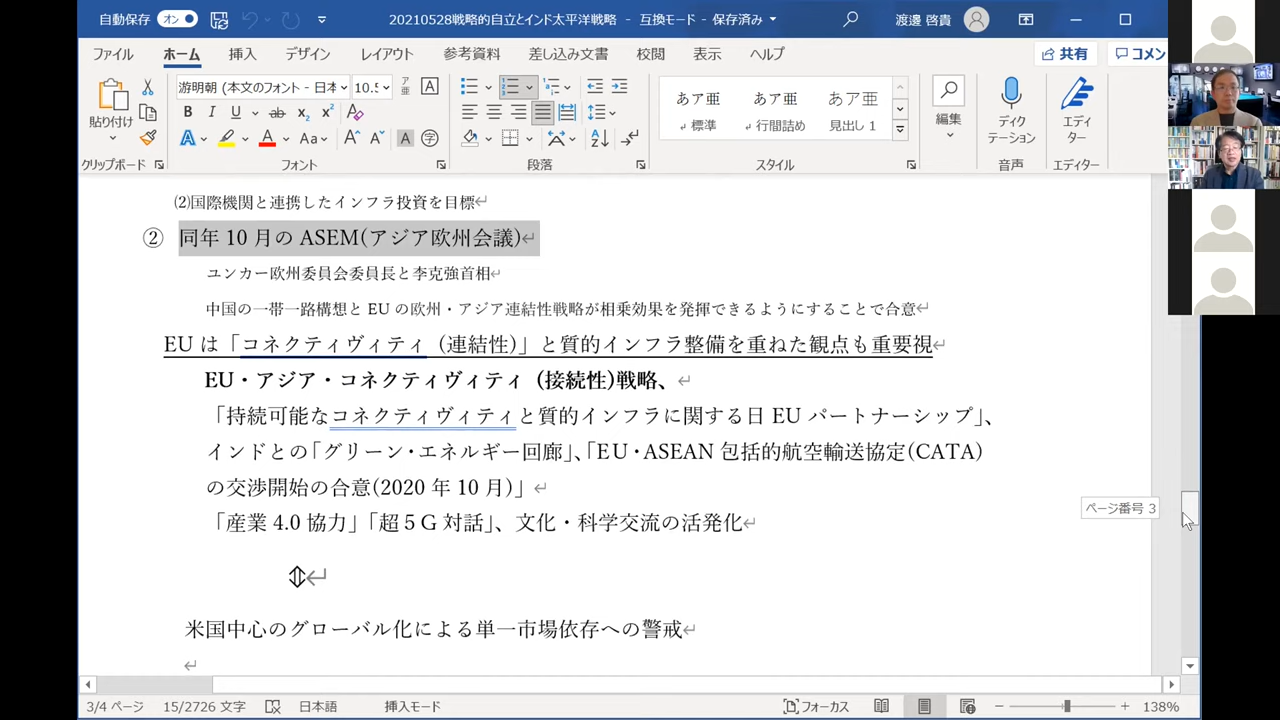 自動保存 オン 20210528戦略的自立とインド太平洋戦略 - 互換モード - 保存済み 渡邉 啓貴
ファイル ホーム 挿入 デザイン レイアウト 参考資料 差し込み文書 校閲 表示 ヘルプ 共有 コメン
游明朝 (本文のフォント - 日本 10.5 ア亜 A
貼り付け B I U ab x₂ x² A
A A Aa A A A 字
あア亜 あア亜 あア亜
標準 行間詰め 見出し 1
編集 ディクテーション エディター
クリップボード フォント 段落 スタイル 音声 エディター
(2)国際機関と連携したインフラ投資を目標
② 同年 10 月の ASEM(アジア欧州会議)
ユンカー欧州委員会委員長と李克強首相
中国の一帯一路構想と EU の欧州・アジア連結性戦略が相乗効果を発揮できるようにすることで合意
EU は「コネクティヴィティ（連結性)」と質的インフラ整備を重ねた観点も重要視
EU・アジア・コネクティヴィティ（接続性)戦略、
「持続可能なコネクティヴィティと質的インフラに関する日 EU パートナーシップ」、
インドとの「グリーン・エネルギー回廊」、「EU・ASEAN 包括的航空輸送協定(CATA)
の交渉開始の合意(2020 年 10 月)」
「産業 4.0 協力」「超５G 対話」、文化・科学交流の活発化
ページ番号 3
⇕
米国中心のグローバル化による単一市場依存への警戒
3/4 ページ 15/2726 文字 日本語 挿入モード フォーカス 138%